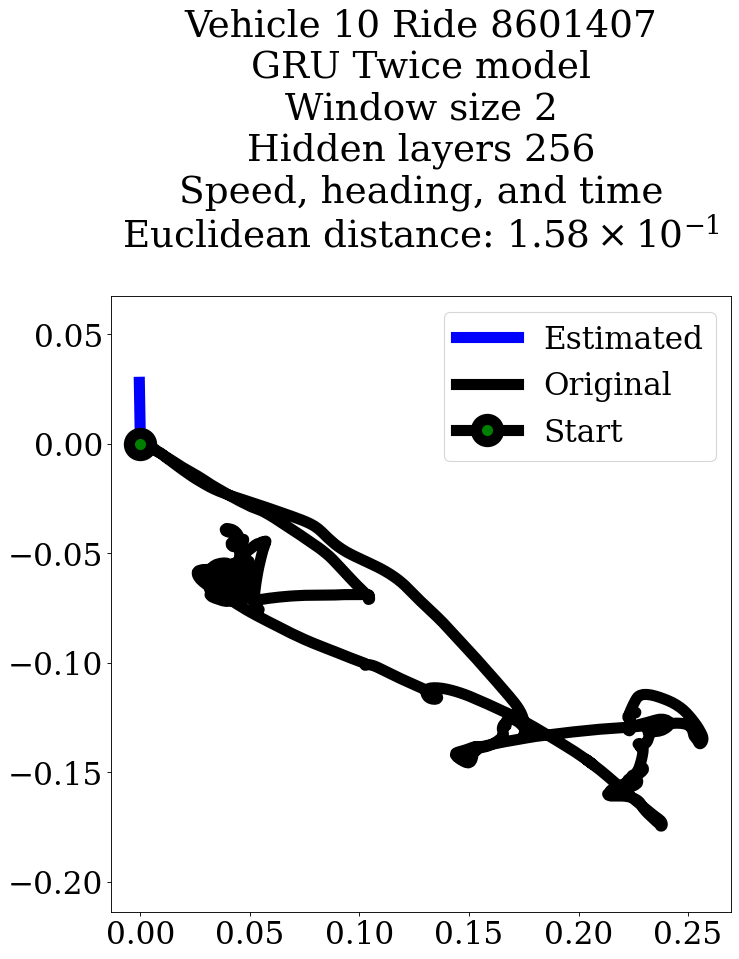 Vehicle 10 Ride 8601407
GRU Twice model
Window size 2
Hidden layers 256
Speed, heading, and time
Euclidean distance: 1.58 × 10⁻¹
Estimated
Original
Start
0.05
0.00
−0.05
−0.10
−0.15
−0.20
0.00 0.05 0.10 0.15 0.20 0.25